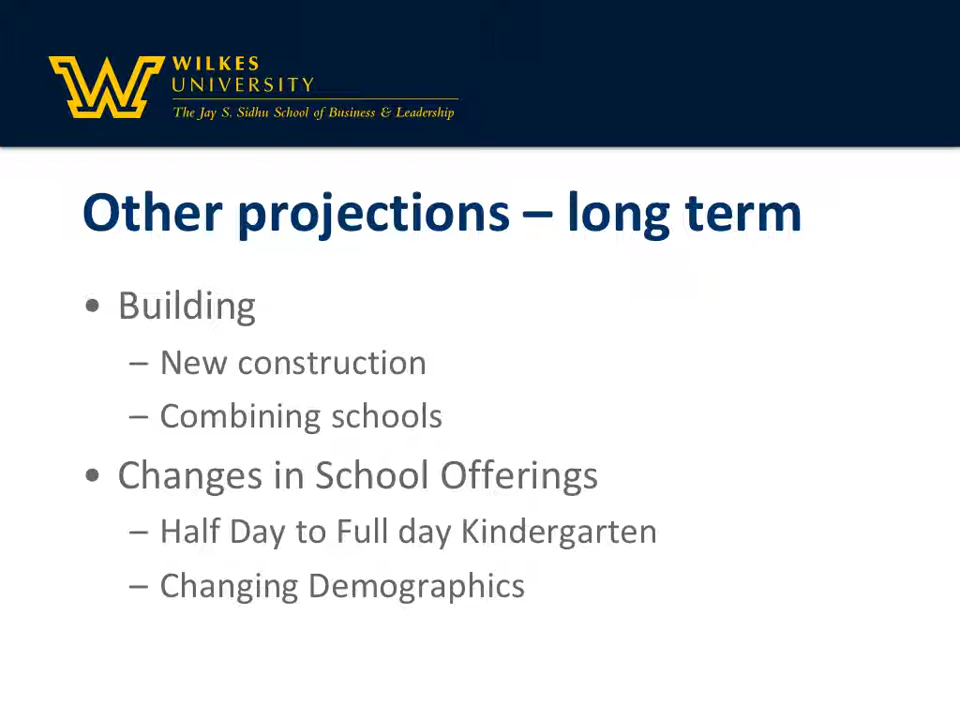 W WILKES
UNIVERSITY
The Jay S. Sidhu School of Business & Leadership
Other projections – long term
• Building
– New construction
– Combining schools
• Changes in School Offerings
– Half Day to Full day Kindergarten
– Changing Demographics